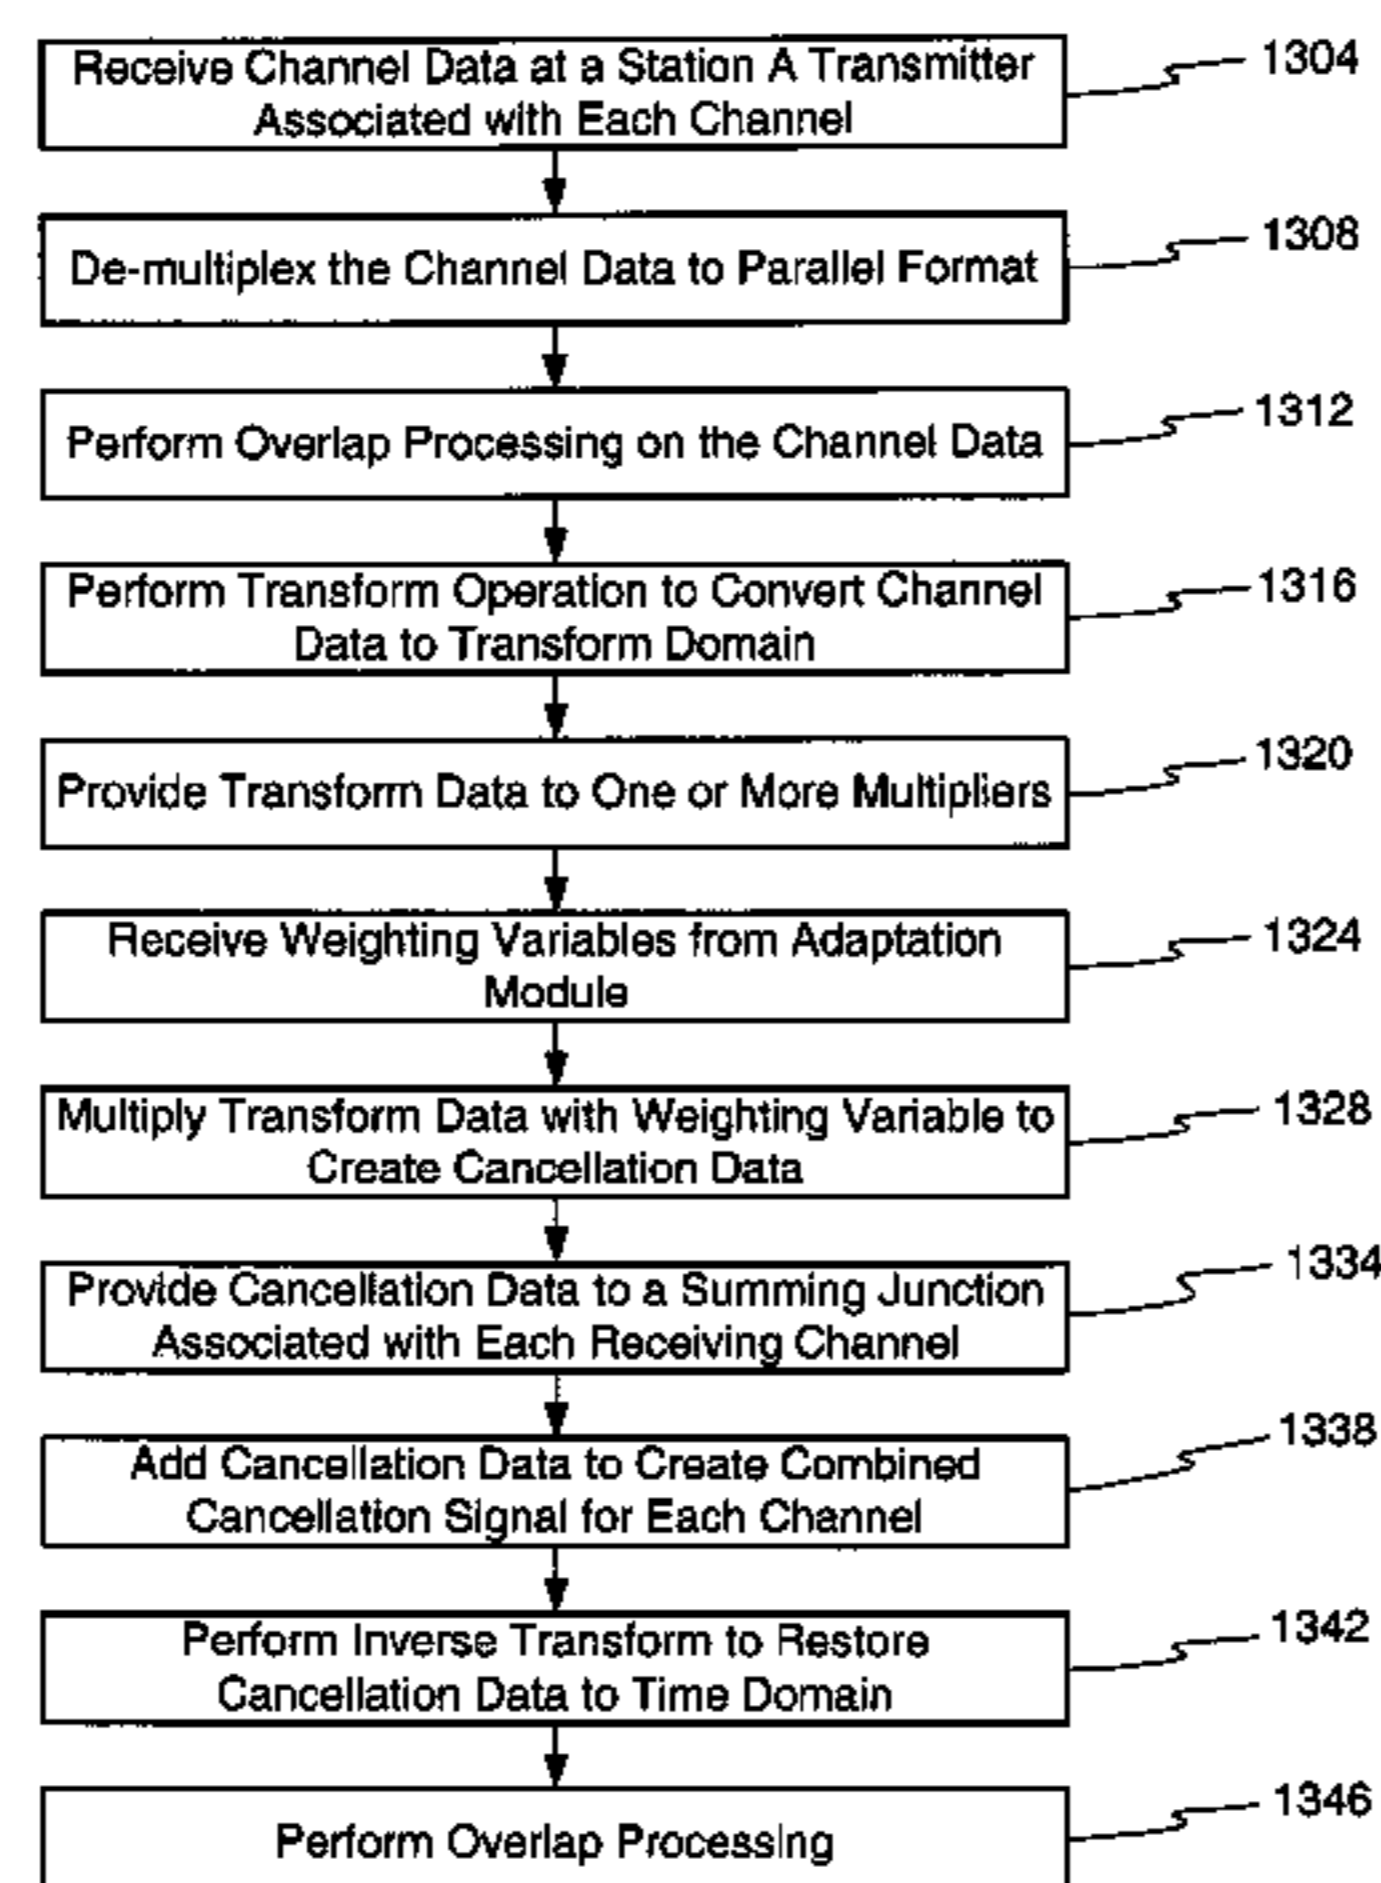 Receive Channel Data at a Station A Transmitter
Associated with Each Channel
1304
De-multiplex the Channel Data to Parallel Format
1308
Perform Overlap Processing on the Channel Data
1312
Perform Transform Operation to Convert Channel
Data to Transform Domain
1316
Provide Transform Data to One or More Multipliers
1320
Receive Weighting Variables from Adaptation
Module
1324
Multiply Transform Data with Weighting Variable to
Create Cancellation Data
1328
Provide Cancellation Data to a Summing Junction
Associated with Each Receiving Channel
1334
Add Cancellation Data to Create Combined
Cancellation Signal for Each Channel
1338
Perform Inverse Transform to Restore
Cancellation Data to Time Domain
1342
Perform Overlap Processing
1346